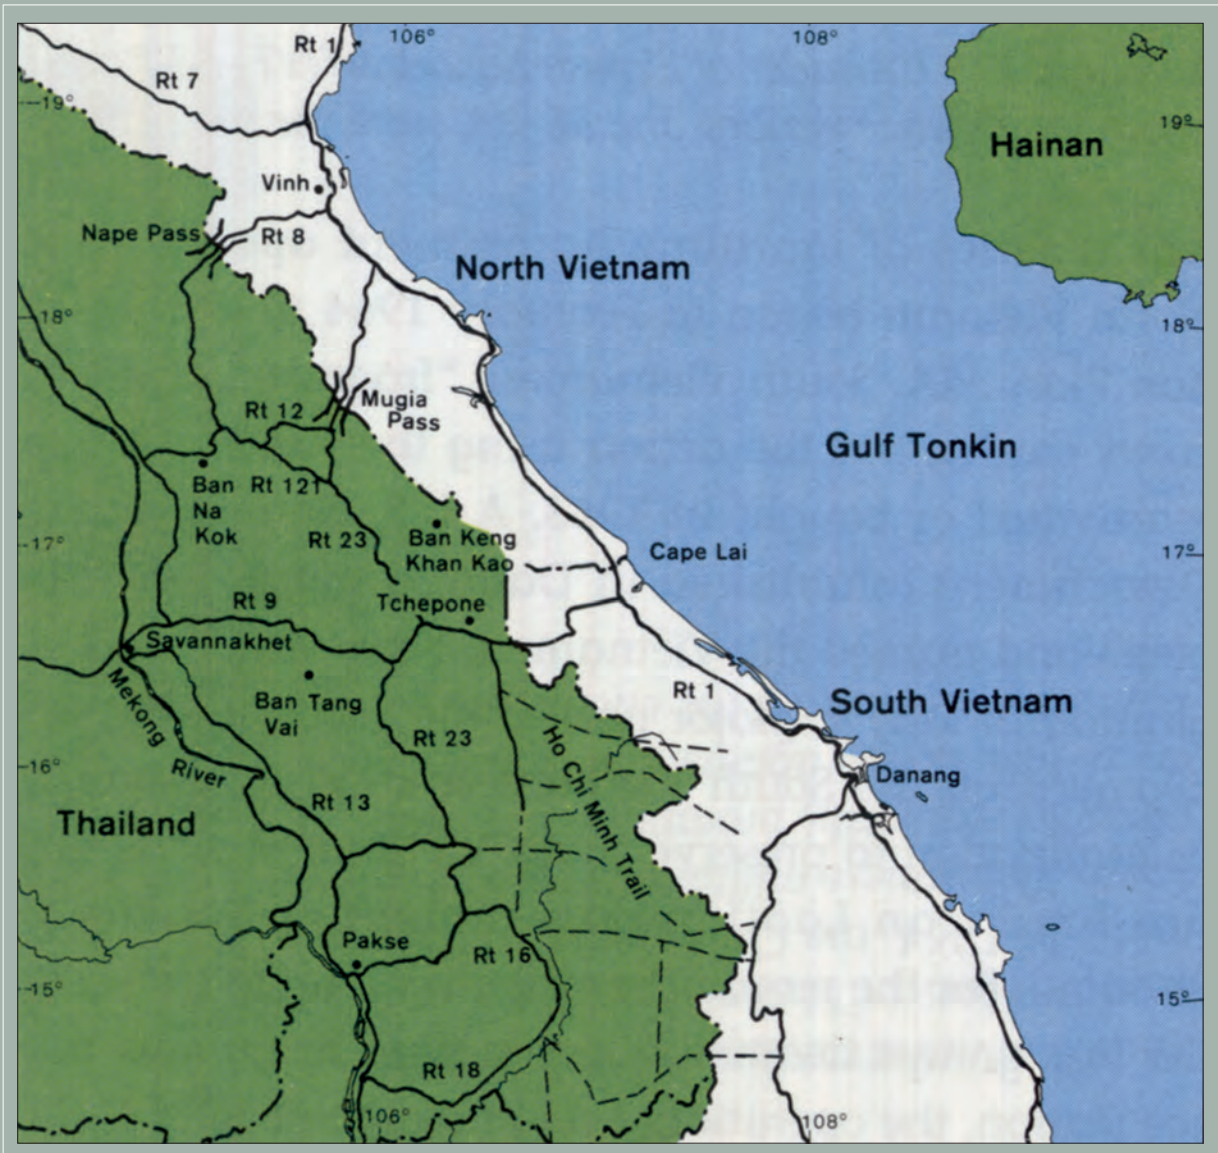 106°
108°
Rt 1
Rt 7
19°
19°
Hainan
Vinh
Nape Pass
Rt 8
North Vietnam
18°
18°
Rt 12
Mugia
Pass
Gulf Tonkin
Ban
Na
Kok
Rt 121
Rt 23
Ban Keng
Khan Kao
17°
17°
Cape Lai
Tchepone
Rt 9
Savannakhet
Mekong
River
Ban Tang
Vai
Rt 1
South Vietnam
Rt 23
Ho Chi Minh Trail
16°
Danang
Rt 13
Thailand
Pakse
Rt 16
15°
15°
Rt 18
106°
108°